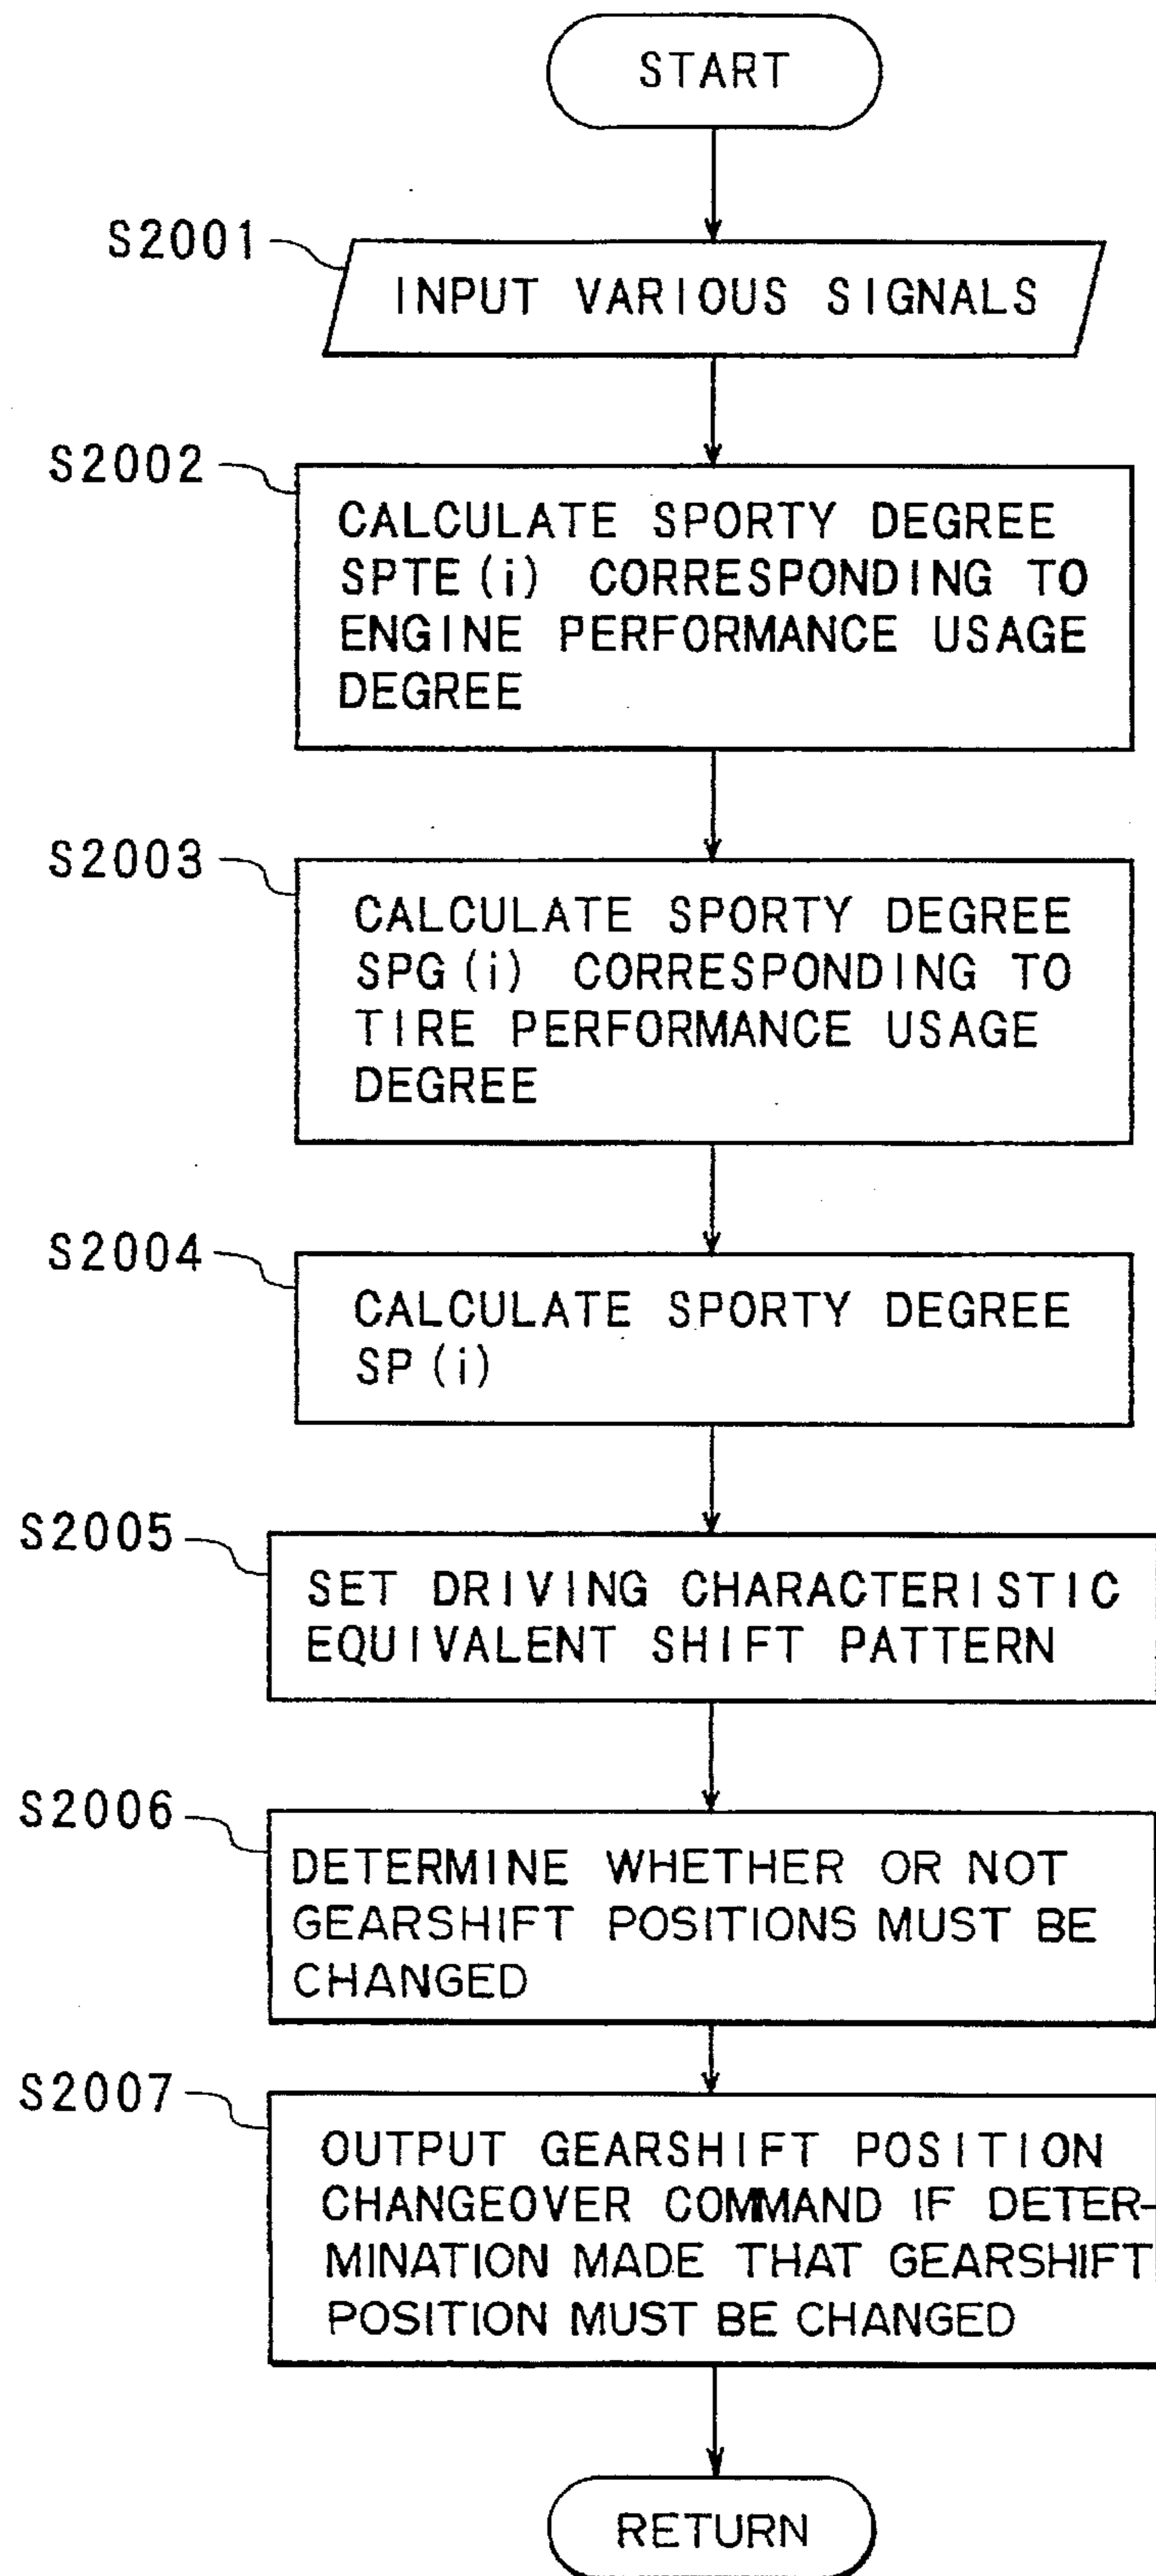 START
S2001
INPUT VARIOUS SIGNALS
S2002
CALCULATE SPORTY DEGREE
SPTE(i) CORRESPONDING TO
ENGINE PERFORMANCE USAGE
DEGREE
S2003
CALCULATE SPORTY DEGREE
SPG(i) CORRESPONDING TO
TIRE PERFORMANCE USAGE
DEGREE
S2004
CALCULATE SPORTY DEGREE
SP(i)
S2005
SET DRIVING CHARACTERISTIC
EQUIVALENT SHIFT PATTERN
S2006
DETERMINE WHETHER OR NOT
GEARSHIFT POSITIONS MUST BE
CHANGED
S2007
OUTPUT GEARSHIFT POSITION
CHANGEOVER COMMAND IF DETER-
MINATION MADE THAT GEARSHIFT
POSITION MUST BE CHANGED
RETURN